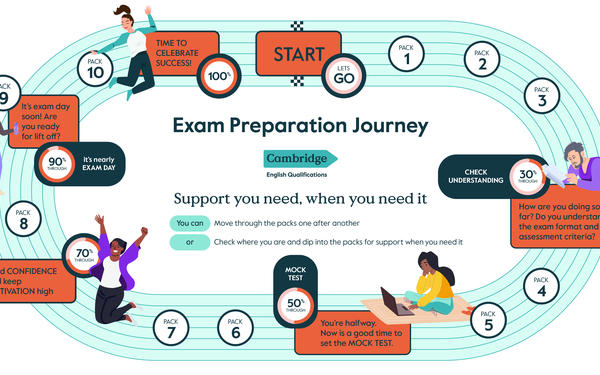 START
LETS
GO
PACK
1
PACK
2
PACK
3
CHECK
UNDERSTANDING
30%
THROUGH
How are you doing so
far? Do you understan
the exam format and
assessment criteria?
PACK
4
PACK
5
MOCK
TEST
50%
THROUGH
You're halfway.
Now is a good time to
set the MOCK TEST.
PACK
6
PACK
7
70%
THROUGH
d CONFIDENCE
d keep
TIVATION high
PACK
8
90%
THROUGH
it's nearly
EXAM DAY
9
It's exam day
soon! Are
you ready
for lift off?
PACK
10
TIME TO
CELEBRATE
SUCCESS!
100%
Exam Preparation Journey
Cambridge
English Qualifications
Support you need, when you need it
You can Move through the packs one after another
or Check where you are and dip into the packs for support when you need it